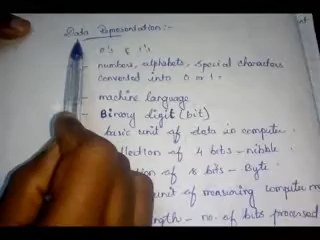 Data Representation :-
0's & 1's
numbers, alphabets, special characters
converted into 0 or 1.
machine language
Binary digit (bit)
basic unit of data in computer.
of 4 bits - nibble.
of 8 bits - Byte.
unit of measuring computer
- no. of bits processed